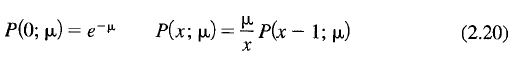 P(0; μ) = e^{−μ}    P(x; μ) = \frac{μ}{x} P(x − 1; μ)    (2.20)